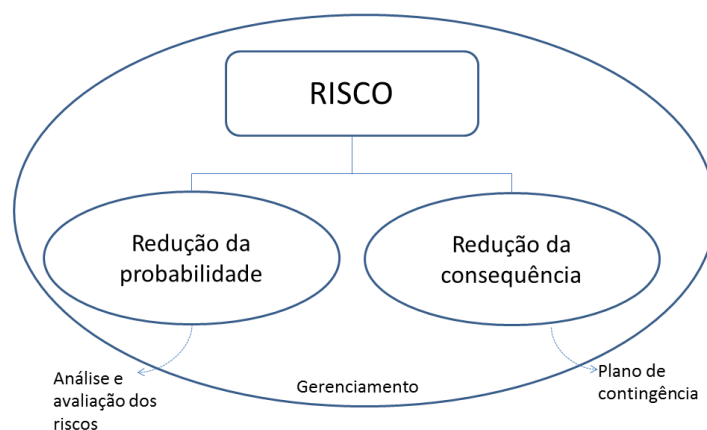 RISCO
Redução da
probabilidade
Redução da
consequência
Análise e
avaliação dos
riscos
Gerenciamento
Plano de
contingência